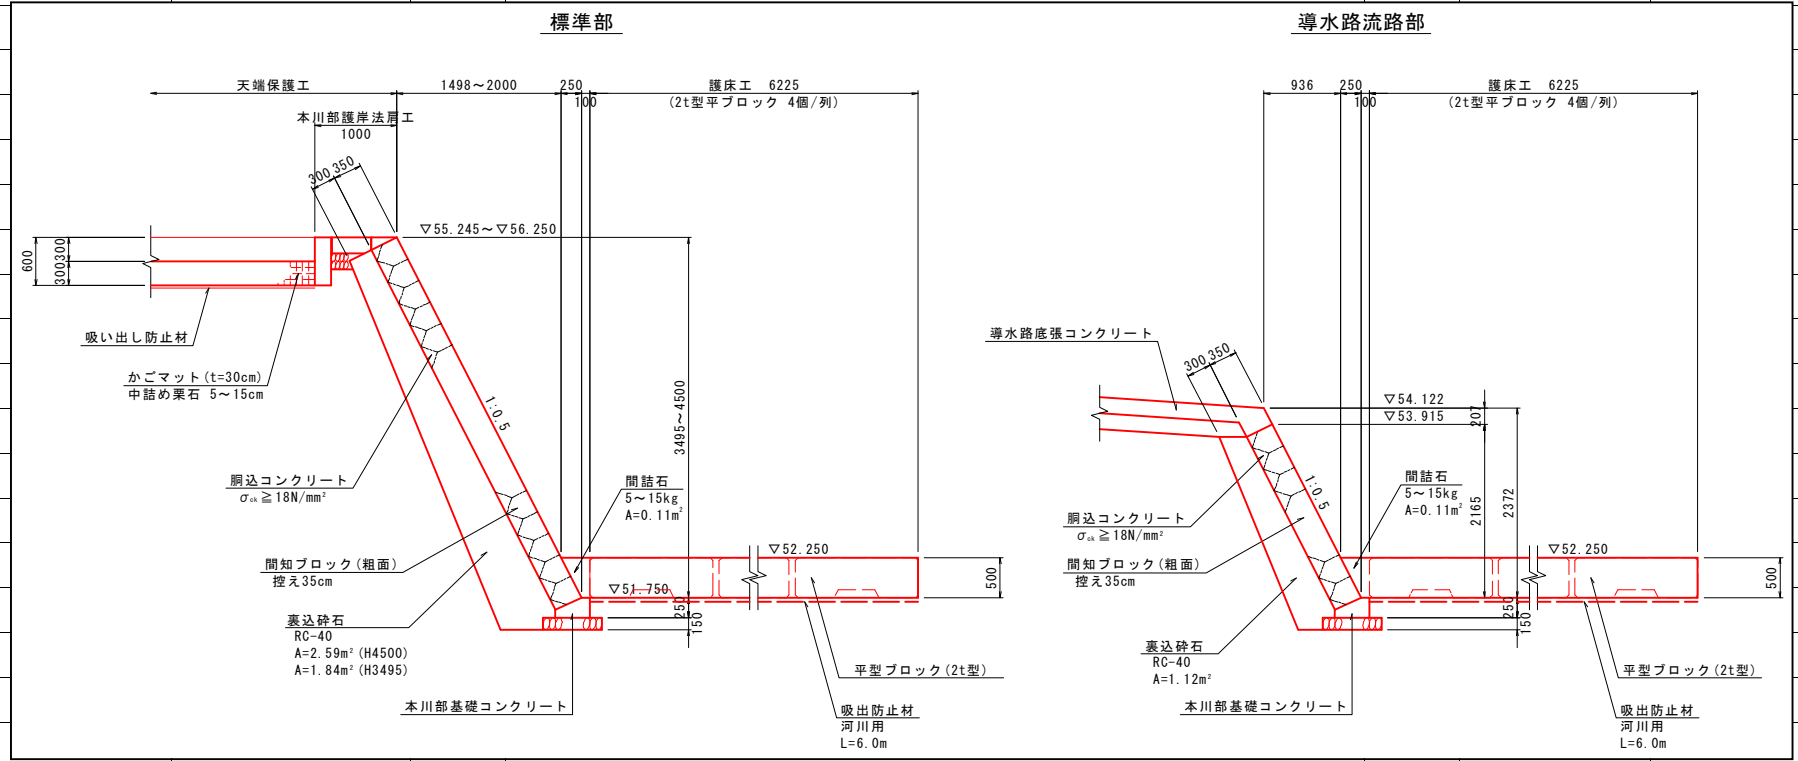 標準部
天端保護工
1498～2000
250
護床工 6225
100
(2t型平ブロック 4個/列)
本川部護岸法肩工
1000
300
350
▽55.245～▽56.250
600
300
300
吸い出し防止材
かごマット(t=30cm)
中詰め栗石 5～15cm
1:0.5
3495～4500
胴込コンクリート
σck≧18N/mm²
間詰石
5～15kg
A=0.11㎡
間知ブロック(粗面)
控え35cm
▽52.250
▽51.750
500
250
150
裏込砕石
RC-40
A=2.59m²(H4500)
A=1.84m²(H3495)
平型ブロック(2t型)
本川部基礎コンクリート
吸出防止材
河川用
L=6.0m
導水路流路部
936
250
護床工 6225
100
(2t型平ブロック 4個/列)
導水路底張コンクリート
300
350
▽54.122
▽53.915
207
1:0.5
2165
2372
間詰石
5～15kg
A=0.11㎡
胴込コンクリート
σck≧18N/mm²
間知ブロック(粗面)
控え35cm
▽52.250
500
250
150
裏込砕石
RC-40
A=1.12m²
平型ブロック(2t型)
本川部基礎コンクリート
吸出防止材
河川用
L=6.0m